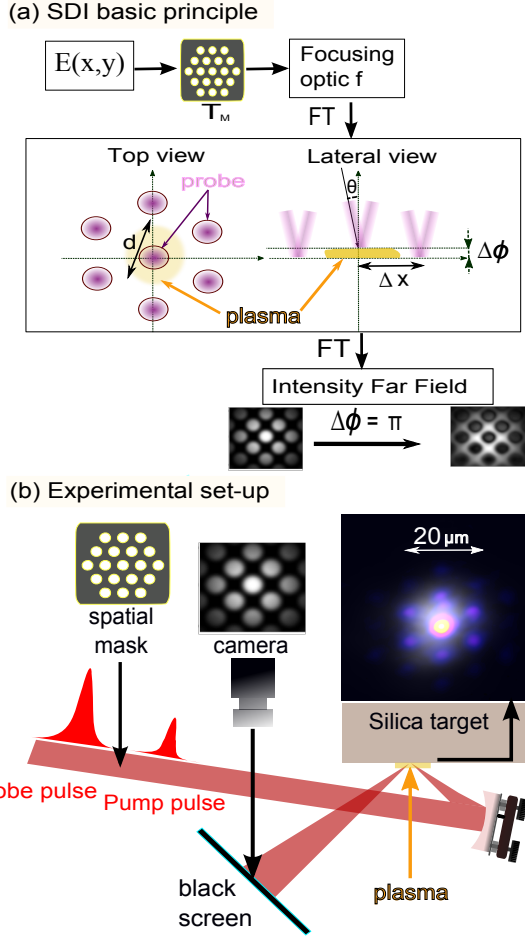 (a) SDI basic principle
E(x,y)
T_M
Focusing
optic f
FT
Top view
Lateral view
probe
θ
d
Δϕ
Δ x
plasma
FT
Intensity Far Field
Δϕ = π
(b) Experimental set-up
20 µm
spatial
mask
camera
Silica target
obe pulse
Pump pulse
plasma
black
screen